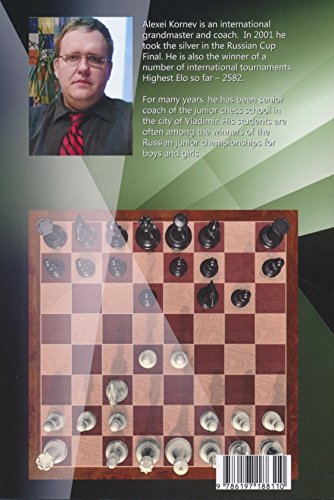 Alexei Kornev is an international
grandmaster and coach. In 2001 he
took the silver in the Russian Cup
Final. He is also the winner of a
number of international tournaments.
Highest Elo so far – 2582.
For many years, he has been senior
coach of the junior chess school in
the city of Vladimir. His students are
often among the winners of the
Russian junior championships for
boys and girls.
9 786197 188110 >